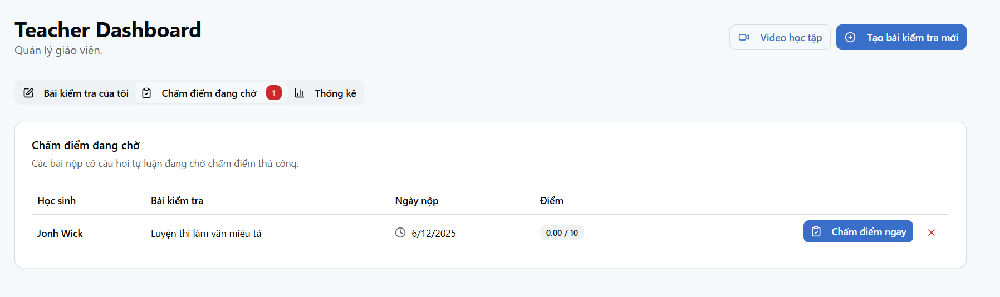 Teacher Dashboard
Quản lý giáo viên.
Video học tập
Tạo bài kiểm tra mới
Bài kiểm tra của tôi
Chấm điểm đang chờ 1
Thống kê
Chấm điểm đang chờ
Các bài nộp có câu hỏi tự luận đang chờ chấm điểm thủ công.
Học sinh Bài kiểm tra Ngày nộp Điểm
Jonh Wick Luyện thi làm văn miêu tả 6/12/2025 0.00 / 10 Chấm điểm ngay